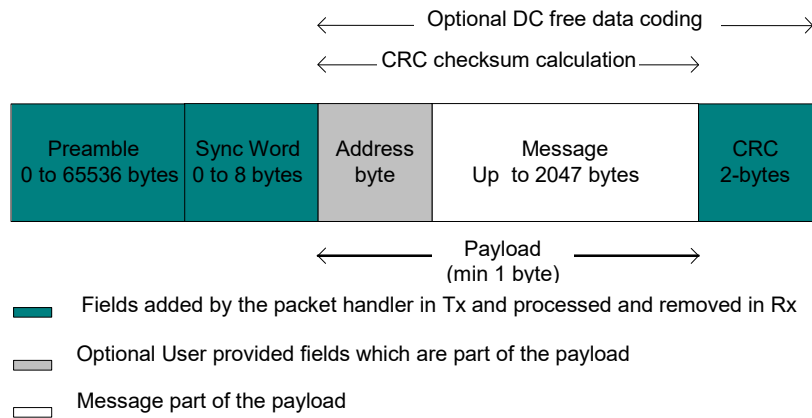 Optional DC free data coding
CRC checksum calculation
Preamble
0 to 65536 bytes
Sync Word
0 to 8 bytes
Address
byte
Message
Up to 2047 bytes
CRC
2-bytes
Payload
(min 1 byte)
Fields added by the packet handler in Tx and processed and removed in Rx
Optional User provided fields which are part of the payload
Message part of the payload